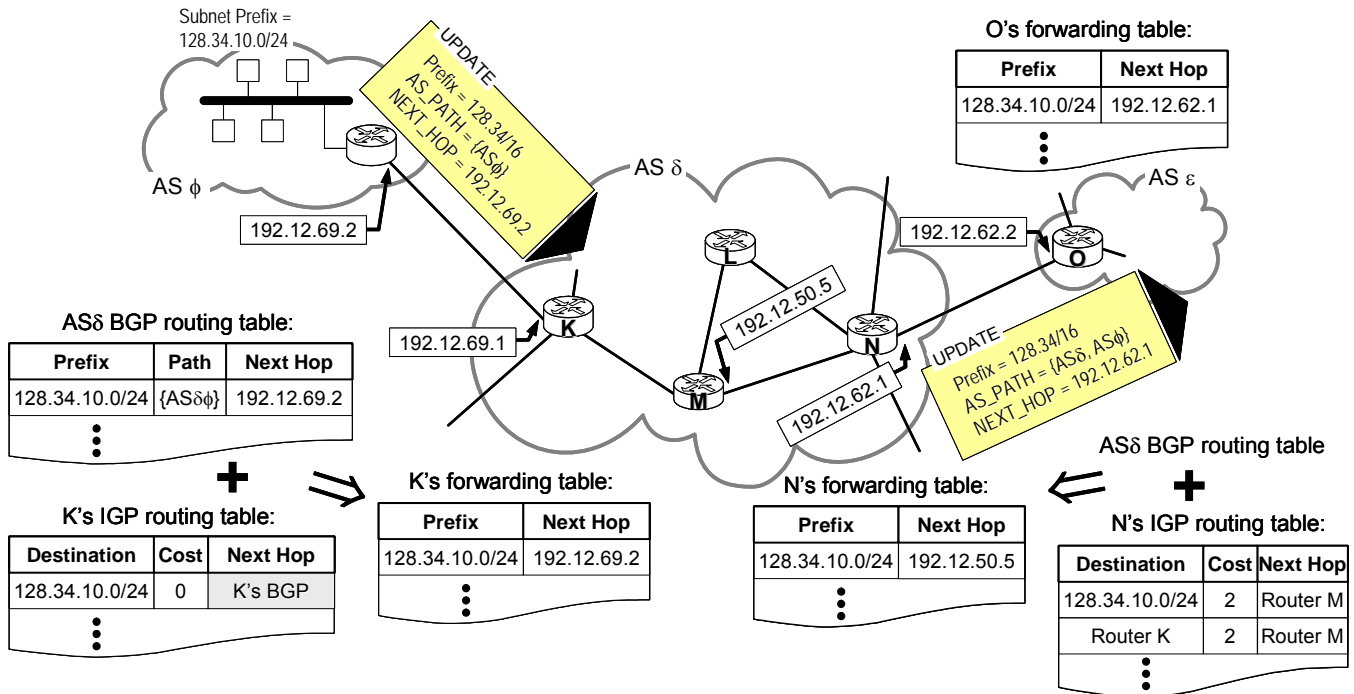 Subnet Prefix =
128.34.10.0/24
UPDATE
Prefix = 128.34/16
AS_PATH = {ASϕ}
NEXT_HOP = 192.12.69.2
O's forwarding table:
Prefix Next Hop
128.34.10.0/24 192.12.62.1
AS ϕ
AS δ
AS ε
192.12.69.2
192.12.62.2
O
L
192.12.50.5
K
192.12.69.1
N
M
192.12.62.1
UPDATE
Prefix = 128.34/16
AS_PATH = {ASδ, ASϕ}
NEXT_HOP = 192.12.62.1
ASδ BGP routing table:
Prefix Path Next Hop
128.34.10.0/24 {ASδϕ} 192.12.69.2
+
K's IGP routing table:
Destination Cost Next Hop
128.34.10.0/24 0 K's BGP
K's forwarding table:
Prefix Next Hop
128.34.10.0/24 192.12.69.2
N's forwarding table:
Prefix Next Hop
128.34.10.0/24 192.12.50.5
ASδ BGP routing table
+
N's IGP routing table:
Destination Cost Next Hop
128.34.10.0/24 2 Router M
Router K 2 Router M